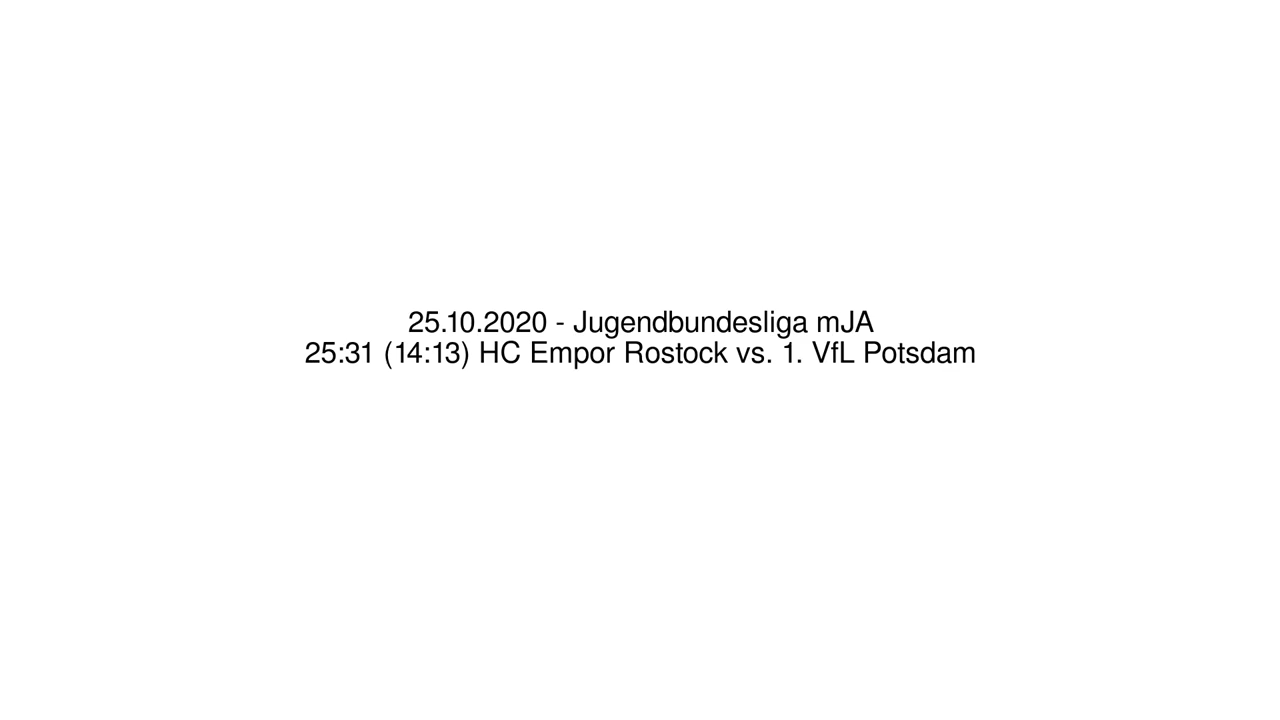 25.10.2020 - Jugendbundesliga mJA
25:31 (14:13) HC Empor Rostock vs. 1. VfL Potsdam